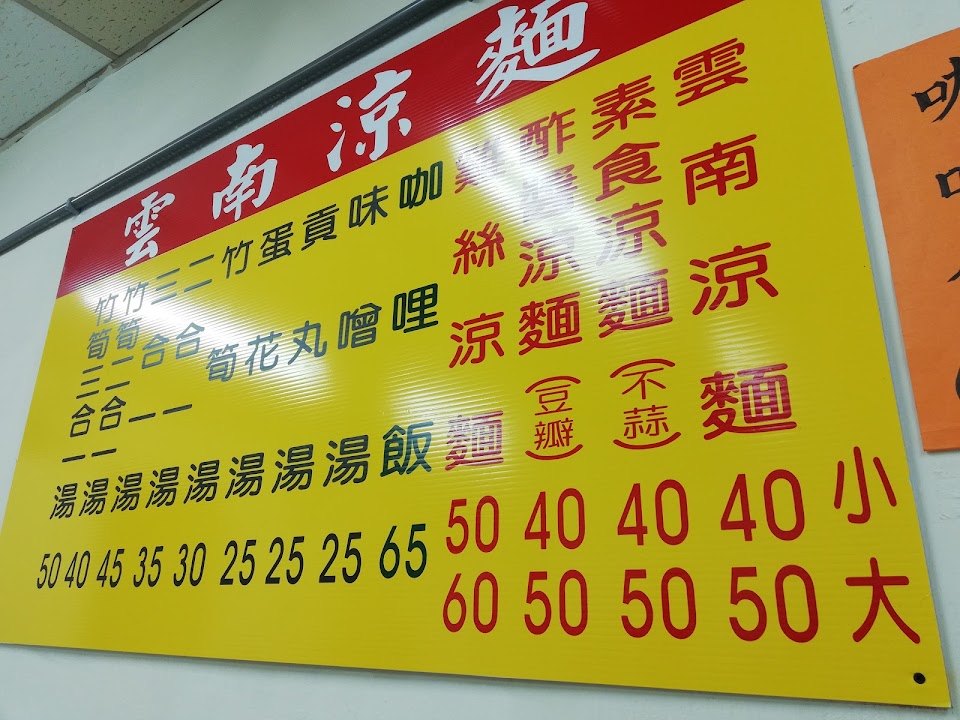 雲南涼麵
小 大
雲南涼麵 40 50
素食涼麵(不蒜) 40 50
酢醬涼麵(豆瓣) 40 50
雞絲涼麵 50 60
咖哩飯 65
味噌湯 25
貢丸湯 25
蛋花湯 25
竹筍湯 30
二合一湯 35
三合一湯 45
竹筍二合一湯 40
竹筍三合一湯 50